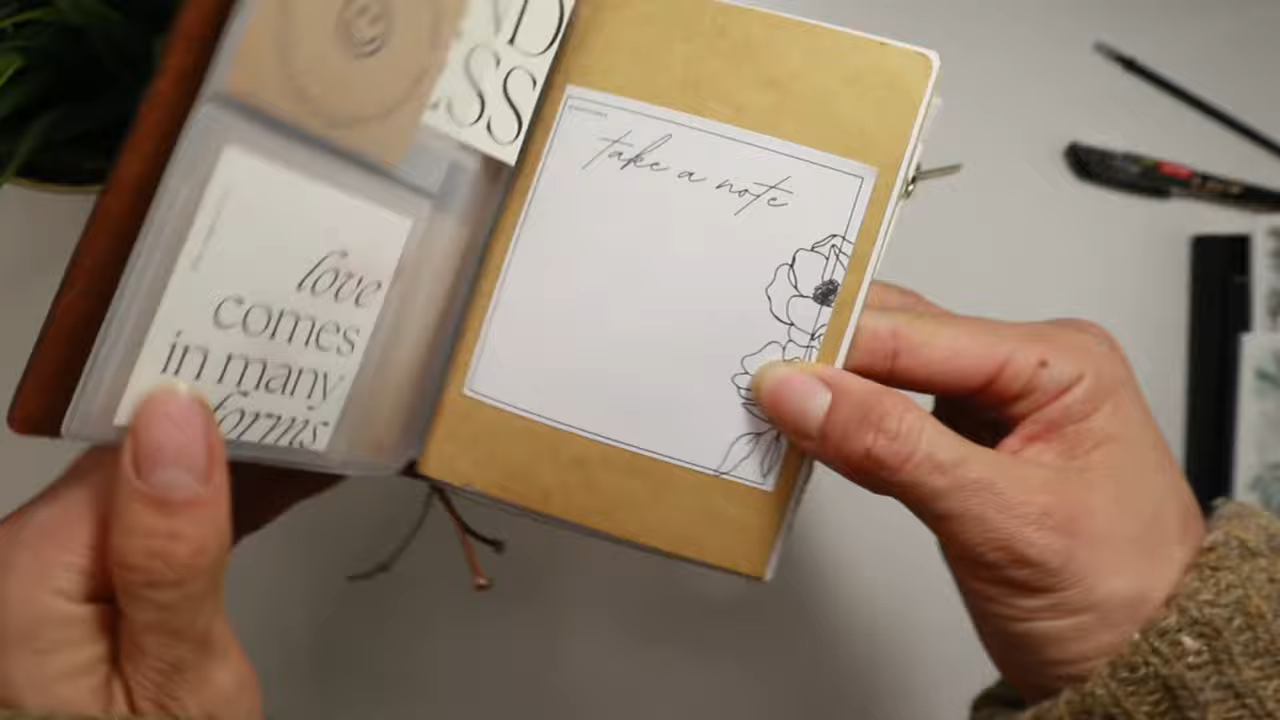 D
SS
love
comes
in many
forms
take a note